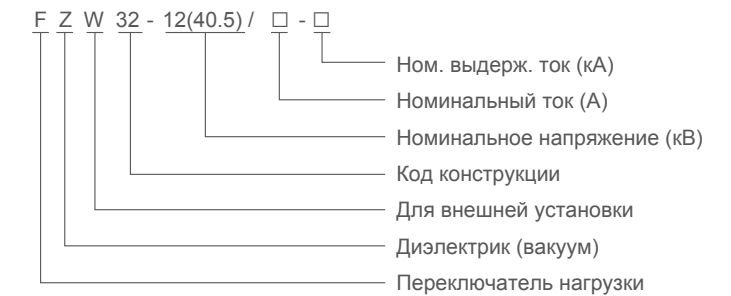 F Z W 32 - 12(40.5) / □ - □
Ном. выдерж. ток (кА)
Номинальный ток (А)
Номинальное напряжение (кВ)
Код конструкции
Для внешней установки
Диэлектрик (вакуум)
Переключатель нагрузки